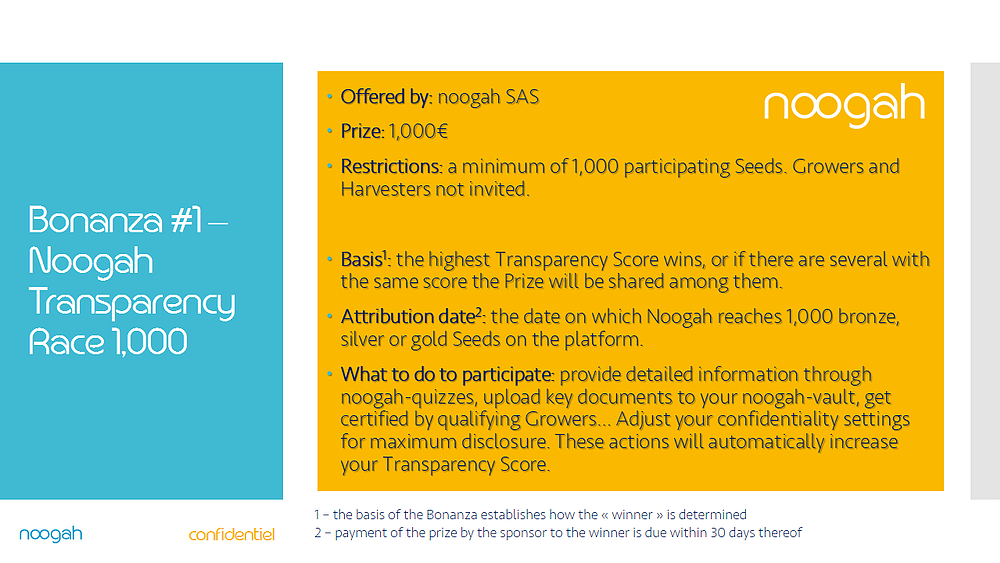 Bonanza #1 –
Noogah
Transparency
Race 1,000
noogah
• Offered by: noogah SAS
• Prize: 1,000€
• Restrictions: a minimum of 1,000 participating Seeds. Growers and
Harvesters not invited.
• Basis¹: the highest Transparency Score wins, or if there are several with
the same score the Prize will be shared among them.
• Attribution date²: the date on which Noogah reaches 1,000 bronze,
silver or gold Seeds on the platform.
• What to do to participate: provide detailed information through
noogah-quizzes, upload key documents to your noogah-vault, get
certified by qualifying Growers... Adjust your confidentiality settings
for maximum disclosure. These actions will automatically increase
your Transparency Score.
1 – the basis of the Bonanza establishes how the « winner » is determined
2 – payment of the prize by the sponsor to the winner is due within 30 days thereof
noogah
confidentiel